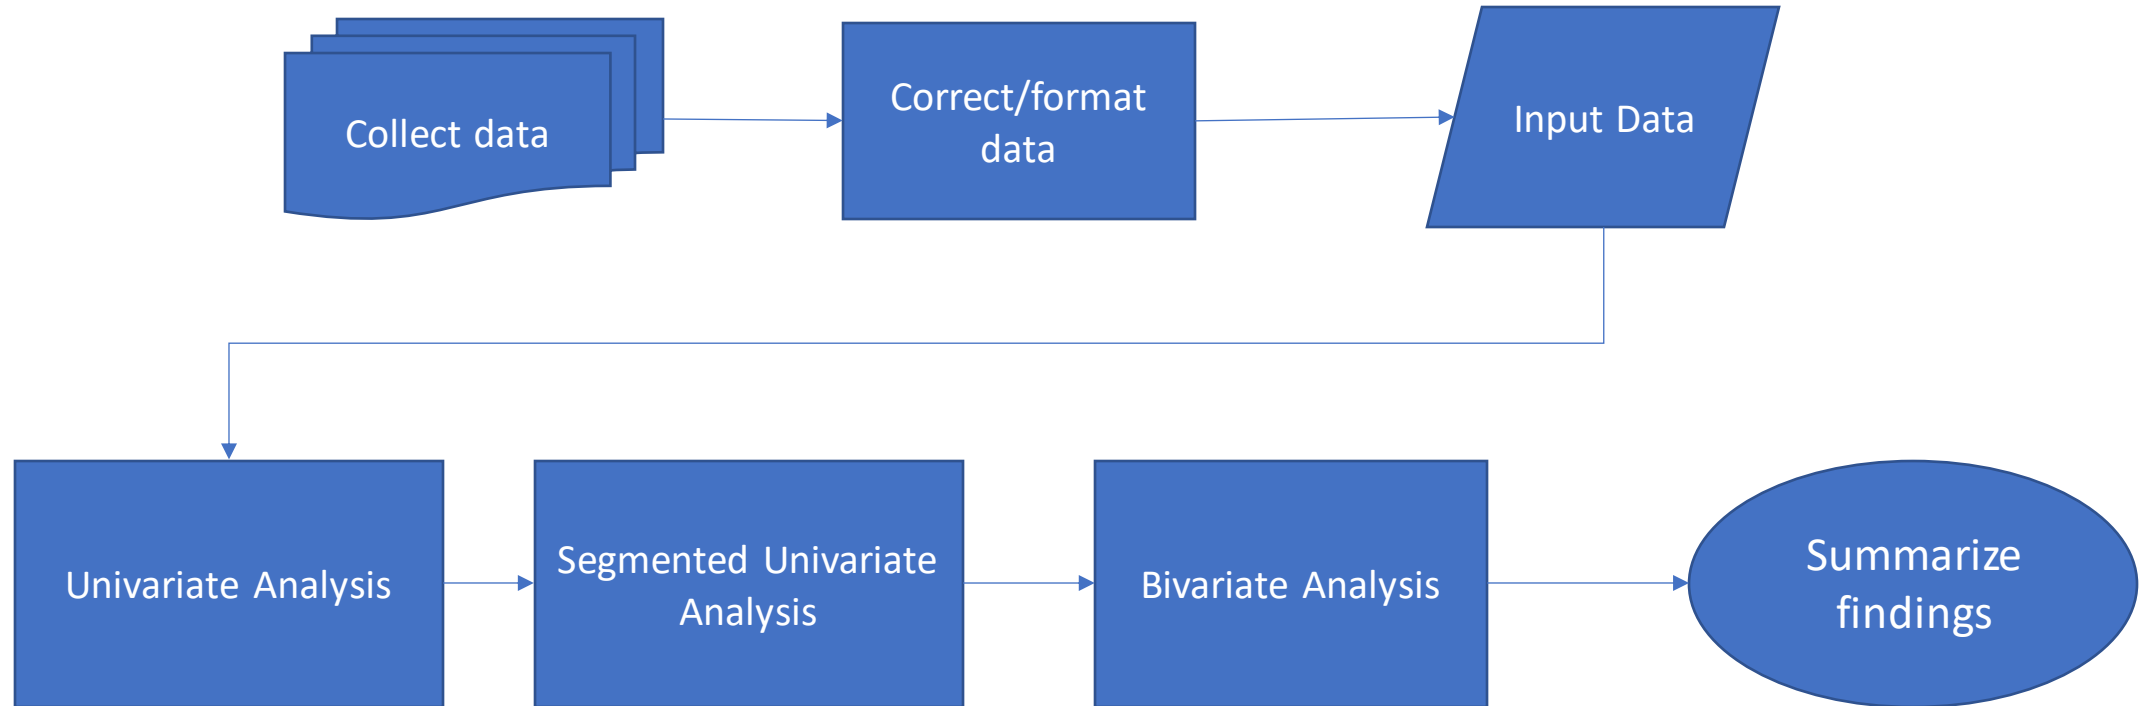 Collect data
Correct/format
data
Input Data
Univariate Analysis
Segmented Univariate
Analysis
Bivariate Analysis
Summarize
findings